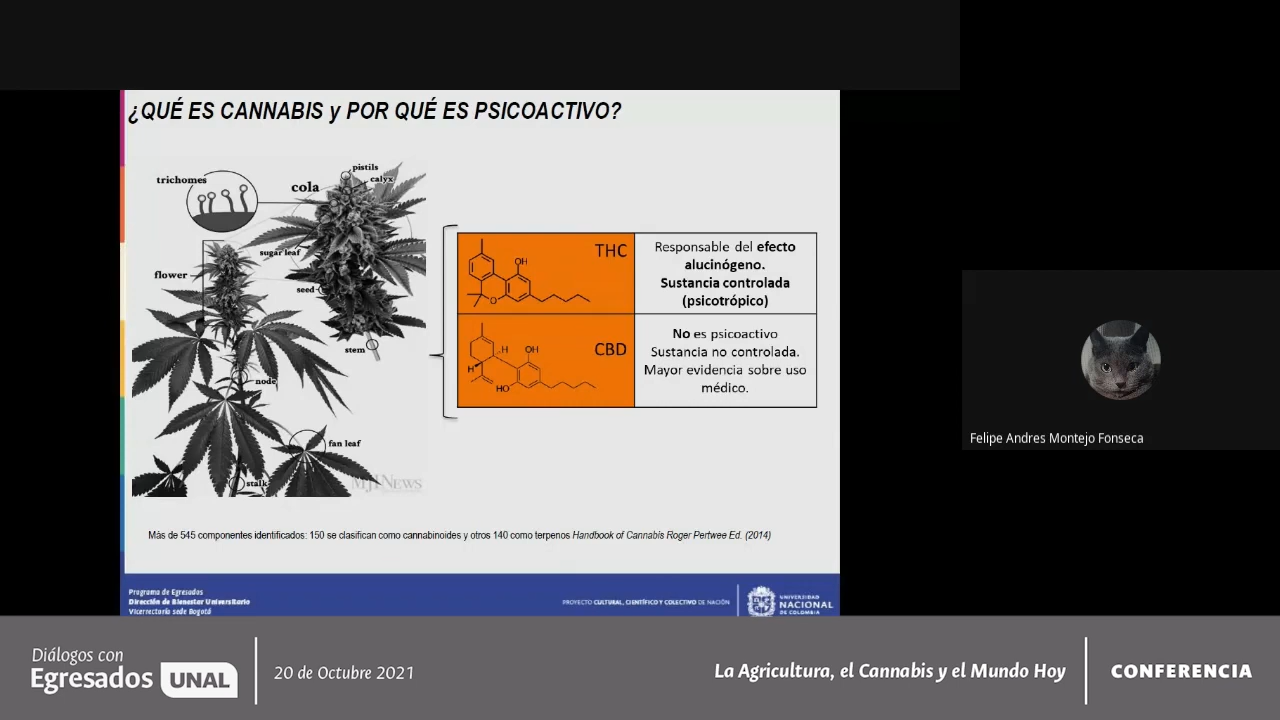 ¿QUÉ ES CANNABIS y POR QUÉ ES PSICOACTIVO?
pistils
trichomes
cola
calyx
sugar leaf
flower
seed
stem
node
fan leaf
stalk
MJNEWS
THC
OH
O
Responsable del efecto
alucinógeno.
Sustancia controlada
(psicotrópico)
CBD
H
OH
H
HO
No es psicoactivo
Sustancia no controlada.
Mayor evidencia sobre uso
médico.
Más de 545 componentes identificados: 150 se clasifican como cannabinoides y otros 140 como terpenos Handbook of Cannabis Roger Pertwee Ed. (2014)
Programa de Egresados
Dirección de Bienestar Universitario
Vicerrectoría sede Bogotá
PROYECTO CULTURAL, CIENTÍFICO Y COLECTIVO DE NACIÓN
UNIVERSIDAD
NACIONAL
DE COLOMBIA
Felipe Andres Montejo Fonseca
Diálogos con
Egresados UNAL
20 de Octubre 2021
La Agricultura, el Cannabis y el Mundo Hoy
CONFERENCIA